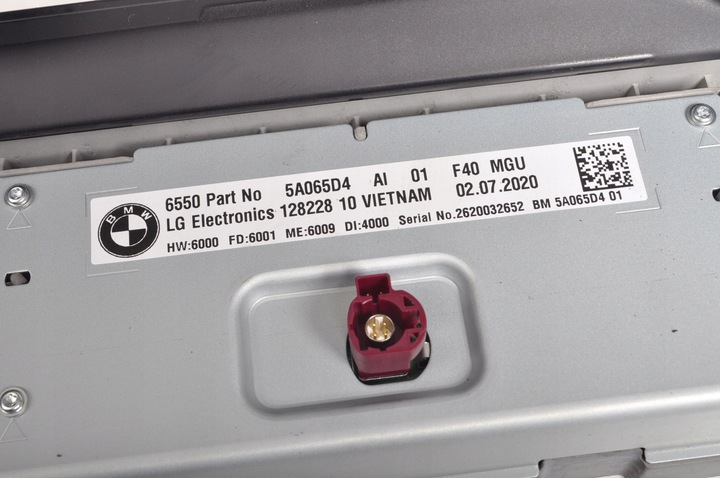 BMW
6550 Part No 5A065D4 AI 01 F40 MGU
LG Electronics 128228 10 VIETNAM 02.07.2020
HW:6000 FD:6001 ME:6009 DI:4000 Serial No.2620032652 BM 5A065D4 01